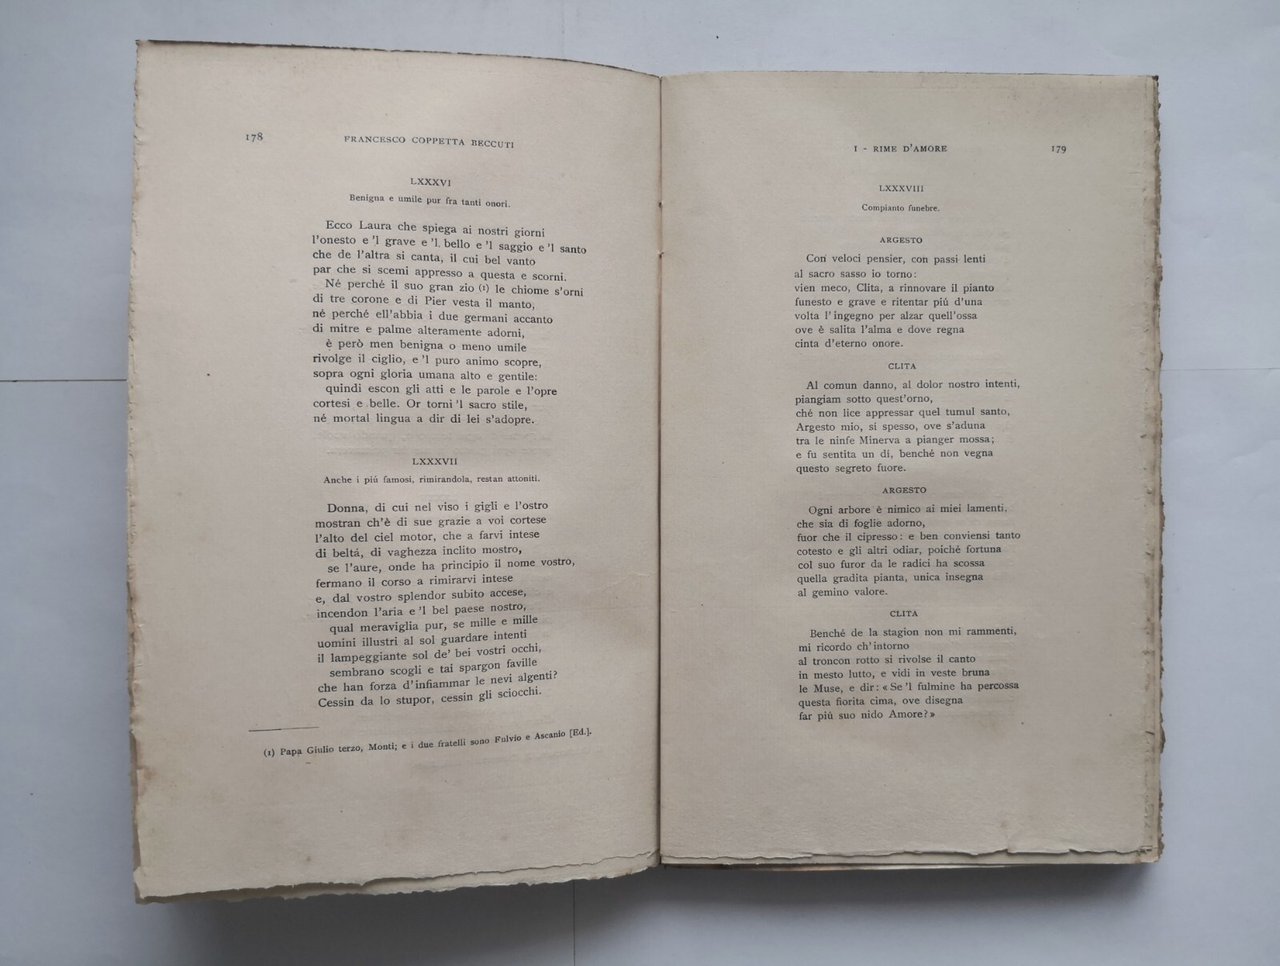 178
FRANCESCO COPPETTA BECCUTI
LXXXVI
Benigna e umile pur fra tanti onori.
Ecco Laura che spiega ai nostri giorni
l'onesto e 'l grave e 'l bello e 'l saggio e 'l santo
che de l'altra si canta, il cui bel vanto
par che si scemi appresso a questa e scorni.
Né perché il suo gran zio (1) le chiome s'orni
di tre corone e di Pier vesta il manto,
né perché ell'abbia i due germani accanto
di mitre e palme alteramente adorni,
è però men benigna o meno umile
rivolge il ciglio, e 'l puro animo scopre,
sopra ogni gloria umana alto e gentile:
quindi escon gli atti e le parole e l'opre
cortesi e belle. Or torni 'l sacro stile,
né mortal lingua a dir di lei s'adopre.
LXXXVII
Anche i piú famosi, rimirandola, restan attoniti.
Donna, di cui nel viso i gigli e l'ostro
mostran ch'è di sue grazie a voi cortese
l'alto del ciel motor, che a farvi intese
di beltá, di vaghezza inclito mostro,
se l'aure, onde ha principio il nome vostro,
fermano il corso a rimirarvi intese
e, dal vostro splendor subito accese,
incendon l'aria e 'l bel paese nostro,
qual meraviglia pur, se mille e mille
uomini illustri al sol guardare intenti
il lampeggiante sol de' bei vostri occhi,
sembrano scogli e tai spargon faville
che han forza d'infiammar le nevi algenti?
Cessin da lo stupor, cessin gli sciocchi.
(1) Papa Giulio terzo, Monti; e i due fratelli sono Fulvio e Ascanio [Ed.].
I - RIME D'AMORE
179
LXXXVIII
Compianto funebre.
ARGESTO
Con veloci pensier, con passi lenti
al sacro sasso io torno:
vien meco, Clita, a rinnovare il pianto
funesto e grave e ritentar piú d'una
volta l'ingegno per alzar quell'ossa
ove è salita l'alma e dove regna
cinta d'eterno onore.
CLITA
Al comun danno, al dolor nostro intenti,
piangiam sotto quest'orno,
ché non lice appressar quel tumul santo,
Argesto mio, sí spesso, ove s'aduna
tra le ninfe Minerva a pianger mossa;
e fu sentita un dí, benché non vegna
questo segreto fuore.
ARGESTO
Ogni arbore è nimico ai miei lamenti,
che sia di foglie adorno,
fuor che il cipresso: e ben conviensi tanto
cotesto e gli altri odiar, poiché fortuna
col suo furor da le radici ha scossa
quella gradita pianta, unica insegna
al gemino valore.
CLITA
Benché de la stagion non mi rammenti,
mi ricordo ch'intorno
al troncon rotto si rivolse il canto
in mesto lutto, e vidi in veste bruna
le Muse, e dir: «Se 'l fulmine ha percossa
questa fiorita cima, ove disegna
far piú suo nido Amore?»